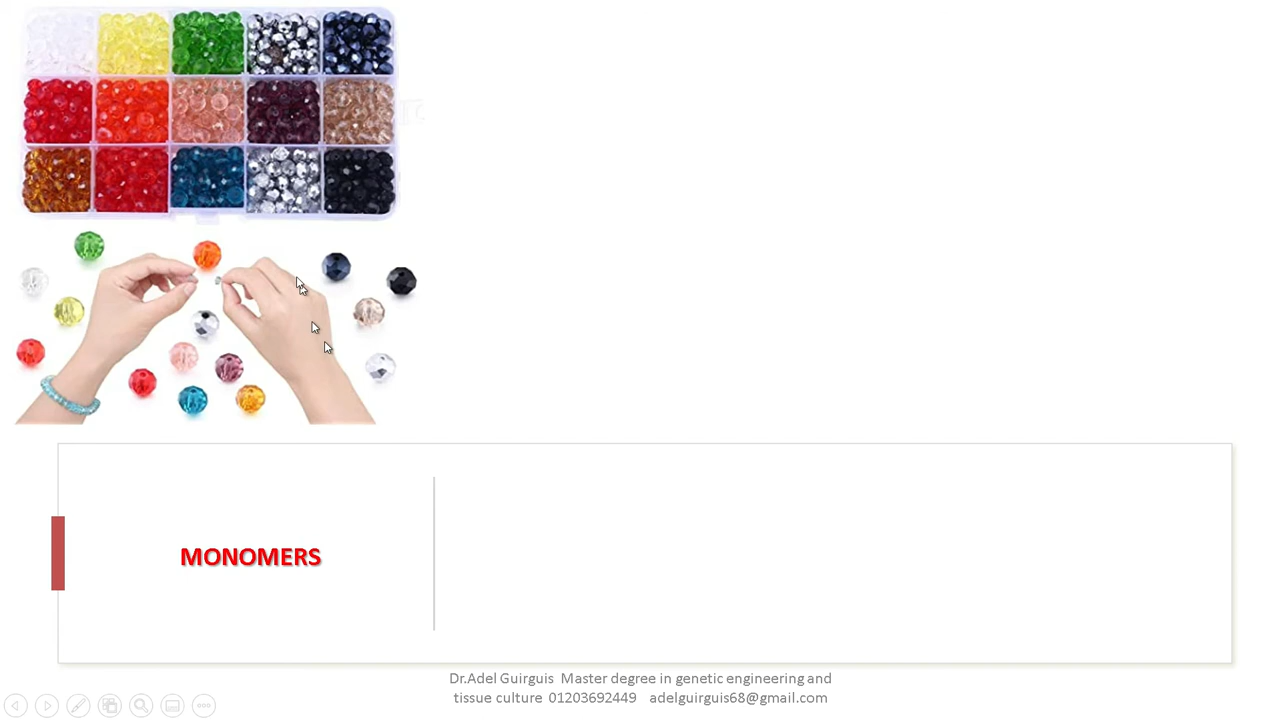 MONOMERS
Dr.Adel Guirguis  Master degree in genetic engineering and
tissue culture  01203692449   adelguirguis68@gmail.com